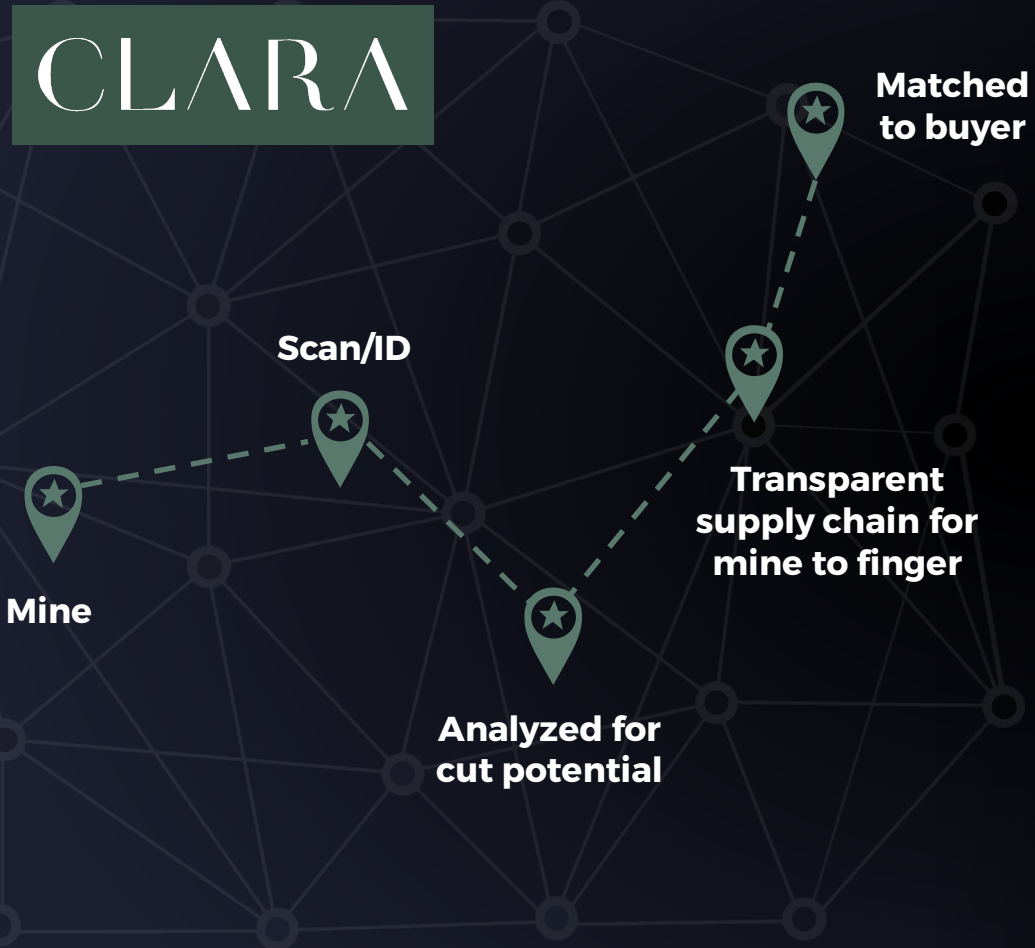 CLARA
Matched
to buyer
Scan/ID
Transparent
supply chain for
mine to finger
Mine
Analyzed for
cut potential